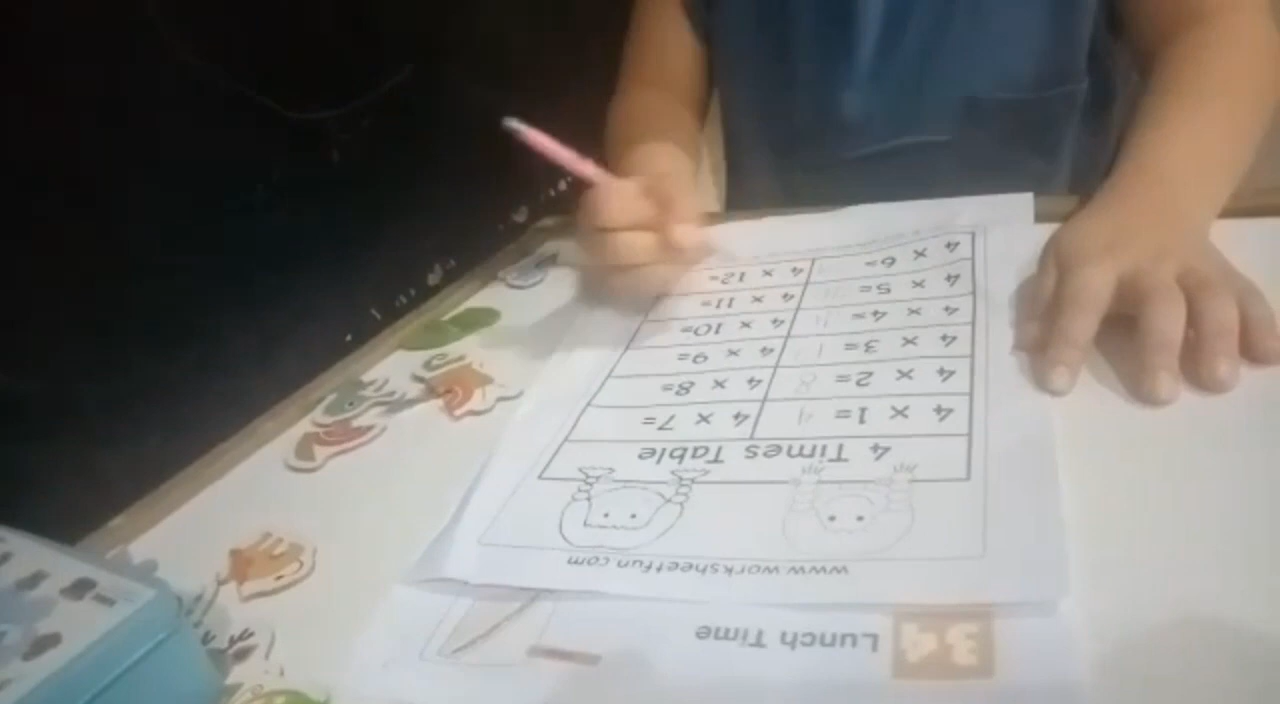 34 Lunch Time
www.worksheetfun.com
4 Times Table
4 x 1= 4 4 x 7=
4 x 2= 8 4 x 8=
4 x 3= 4 x 9=
4 x 4= 4 x 10=
4 x 5= 4 x 11=
4 x 6= 4 x 12=